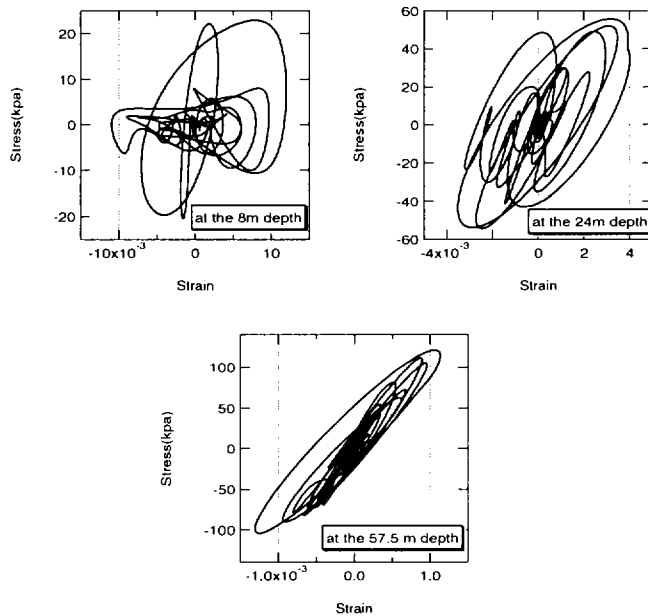 20
10
0
-10
-20
Stress(kpa)
at the 8m depth
-10x10-3
0
10
Strain
60
40
20
0
-20
-40
-60
Stress(kpa)
at the 24m depth
-4x10-3
0
2
4
Strain
100
50
0
-50
-100
Stress(kpa)
at the 57.5 m depth
-1.0x10-3
0.0
1.0
Strain